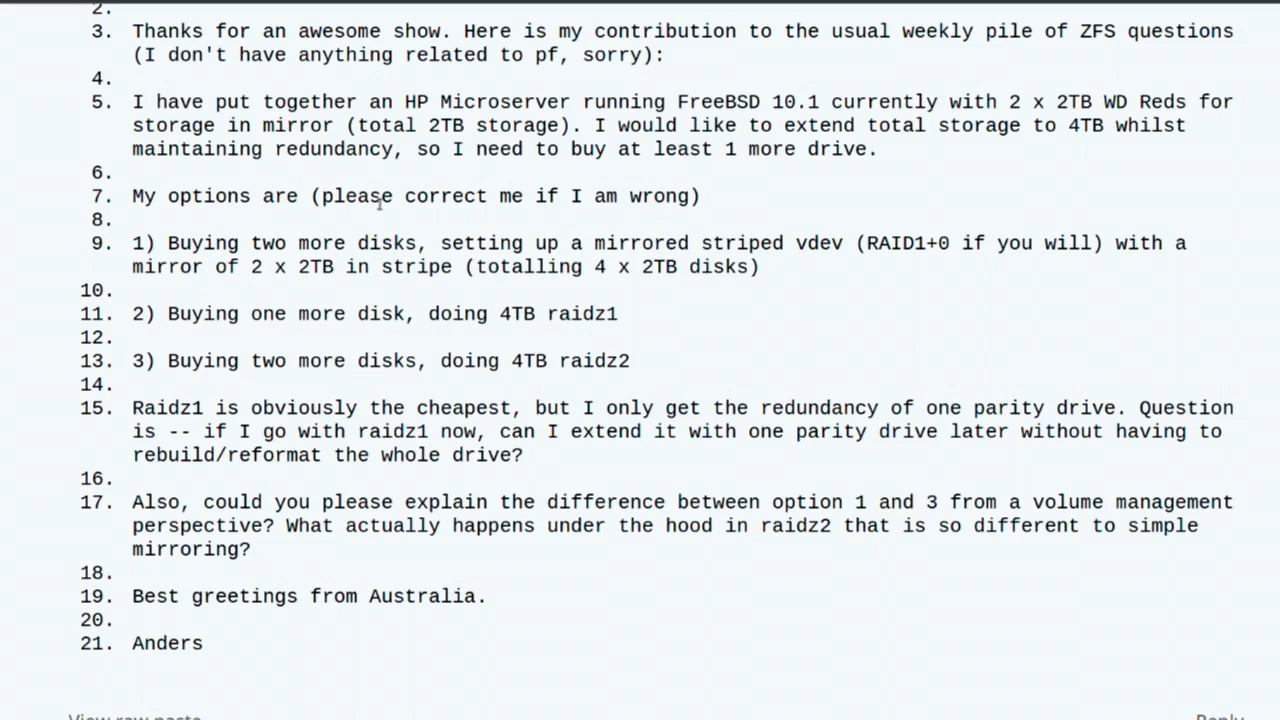 2.
3. Thanks for an awesome show. Here is my contribution to the usual weekly pile of ZFS questions
(I don't have anything related to pf, sorry):
4.
5. I have put together an HP Microserver running FreeBSD 10.1 currently with 2 x 2TB WD Reds for
storage in mirror (total 2TB storage). I would like to extend total storage to 4TB whilst
maintaining redundancy, so I need to buy at least 1 more drive.
6.
7. My options are (please correct me if I am wrong)
8.
9. 1) Buying two more disks, setting up a mirrored striped vdev (RAID1+0 if you will) with a
mirror of 2 x 2TB in stripe (totalling 4 x 2TB disks)
10.
11. 2) Buying one more disk, doing 4TB raidz1
12.
13. 3) Buying two more disks, doing 4TB raidz2
14.
15. Raidz1 is obviously the cheapest, but I only get the redundancy of one parity drive. Question
is -- if I go with raidz1 now, can I extend it with one parity drive later without having to
rebuild/reformat the whole drive?
16.
17. Also, could you please explain the difference between option 1 and 3 from a volume management
perspective? What actually happens under the hood in raidz2 that is so different to simple
mirroring?
18.
19. Best greetings from Australia.
20.
21. Anders
View raw paste Reply